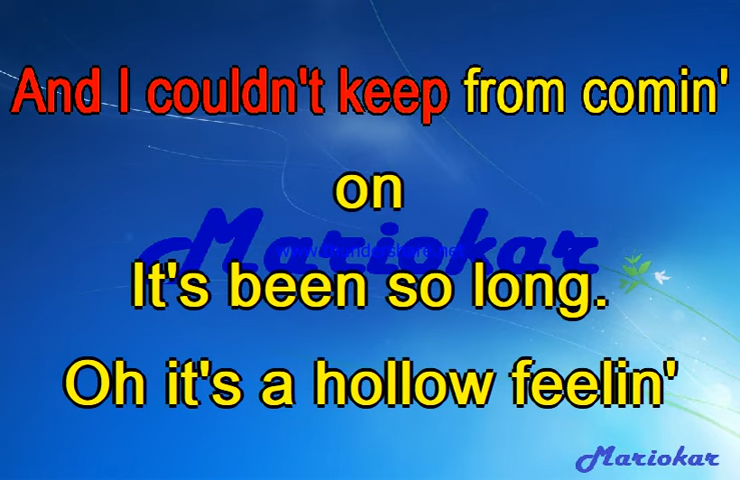 And I couldn't keep from comin'
on
Mariokar
It's been so long.
Oh it's a hollow feelin'
Mariokar